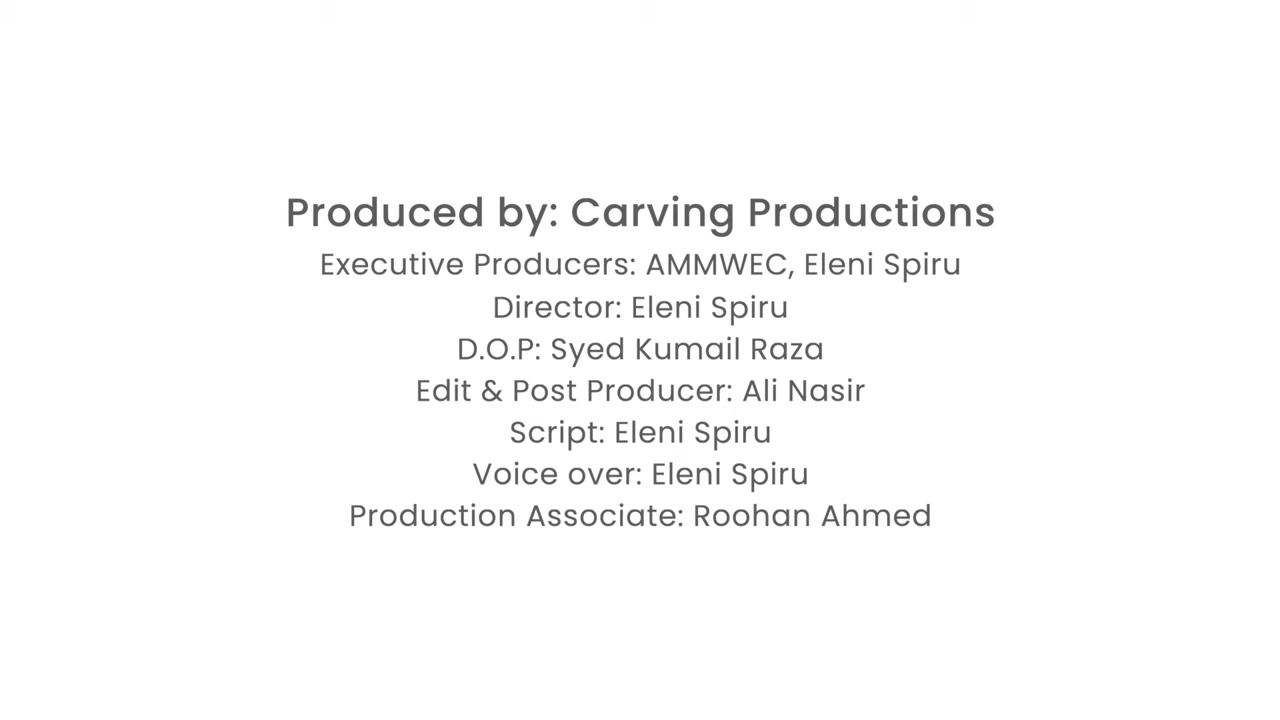 Produced by: Carving Productions
Executive Producers: AMMWEC, Eleni Spiru
Director: Eleni Spiru
D.O.P: Syed Kumail Raza
Edit & Post Producer: Ali Nasir
Script: Eleni Spiru
Voice over: Eleni Spiru
Production Associate: Roohan Ahmed